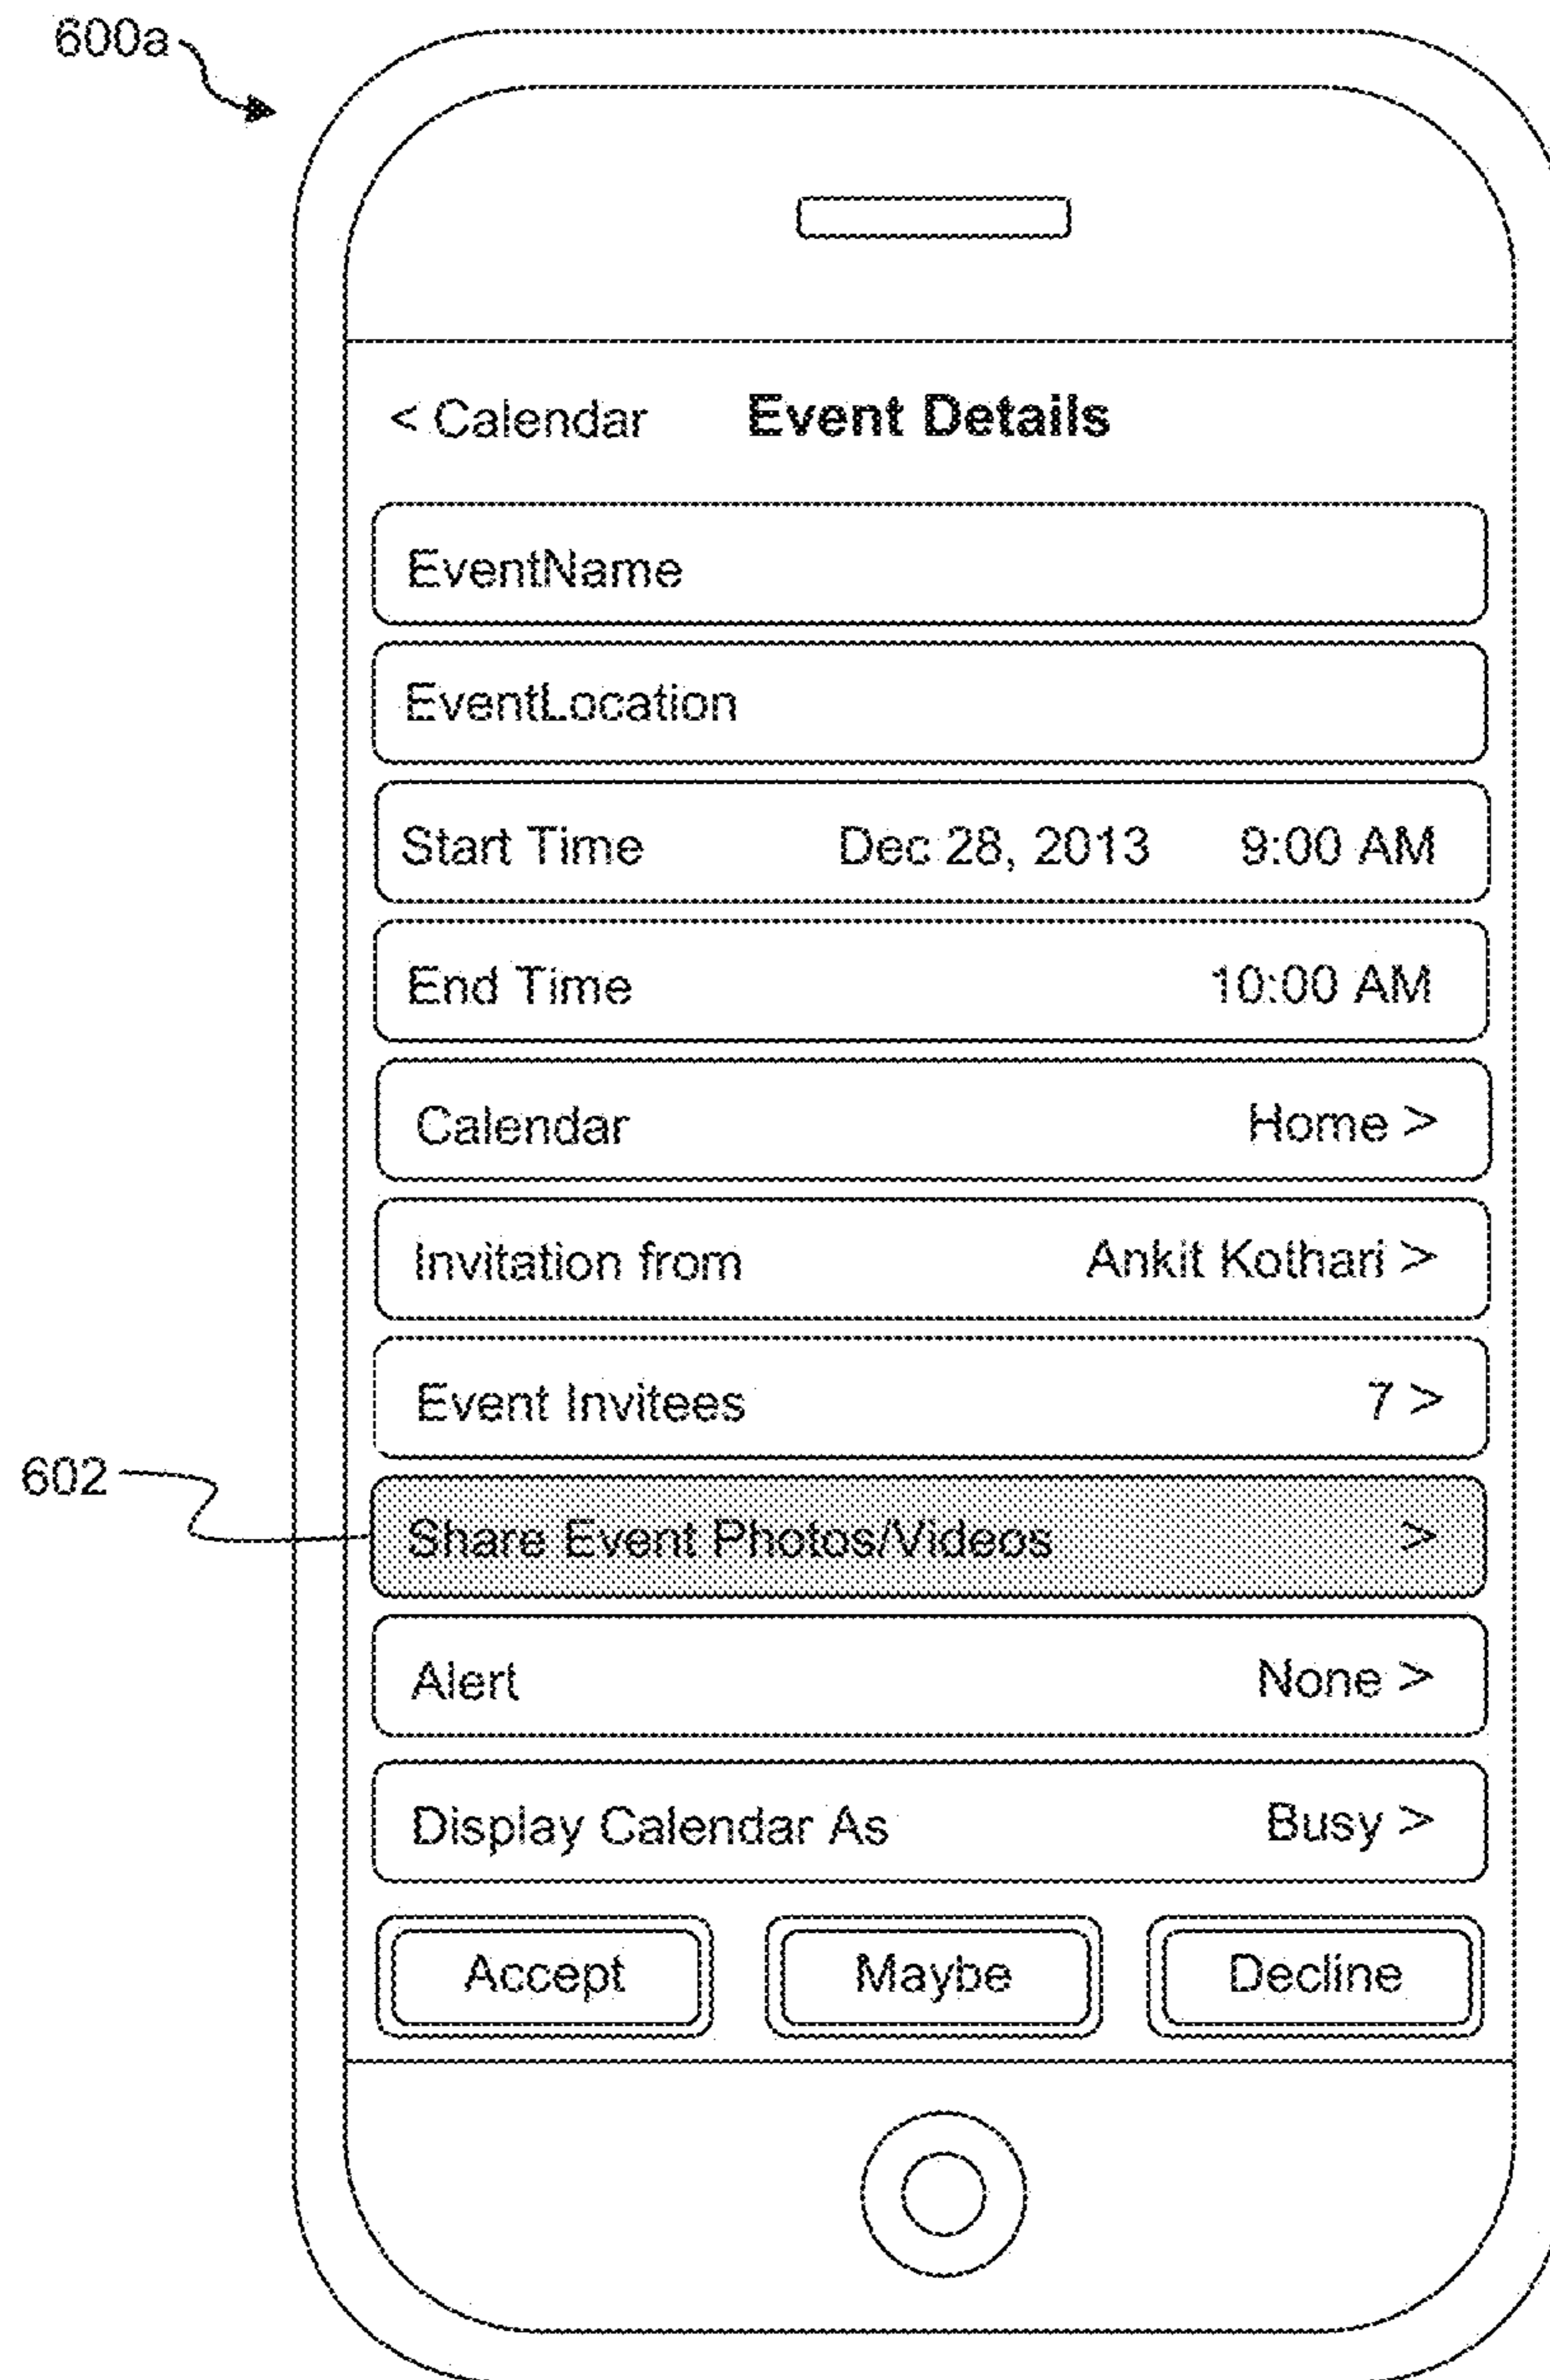 600a
< Calendar Event Details
EventName
EventLocation
Start Time Dec 28, 2013 9:00 AM
End Time 10:00 AM
Calendar Home >
Invitation from Ankit Kothari >
Event Invitees 7 >
602
Share Event Photos/Videos >
Alert None >
Display Calendar As Busy >
Accept Maybe Decline